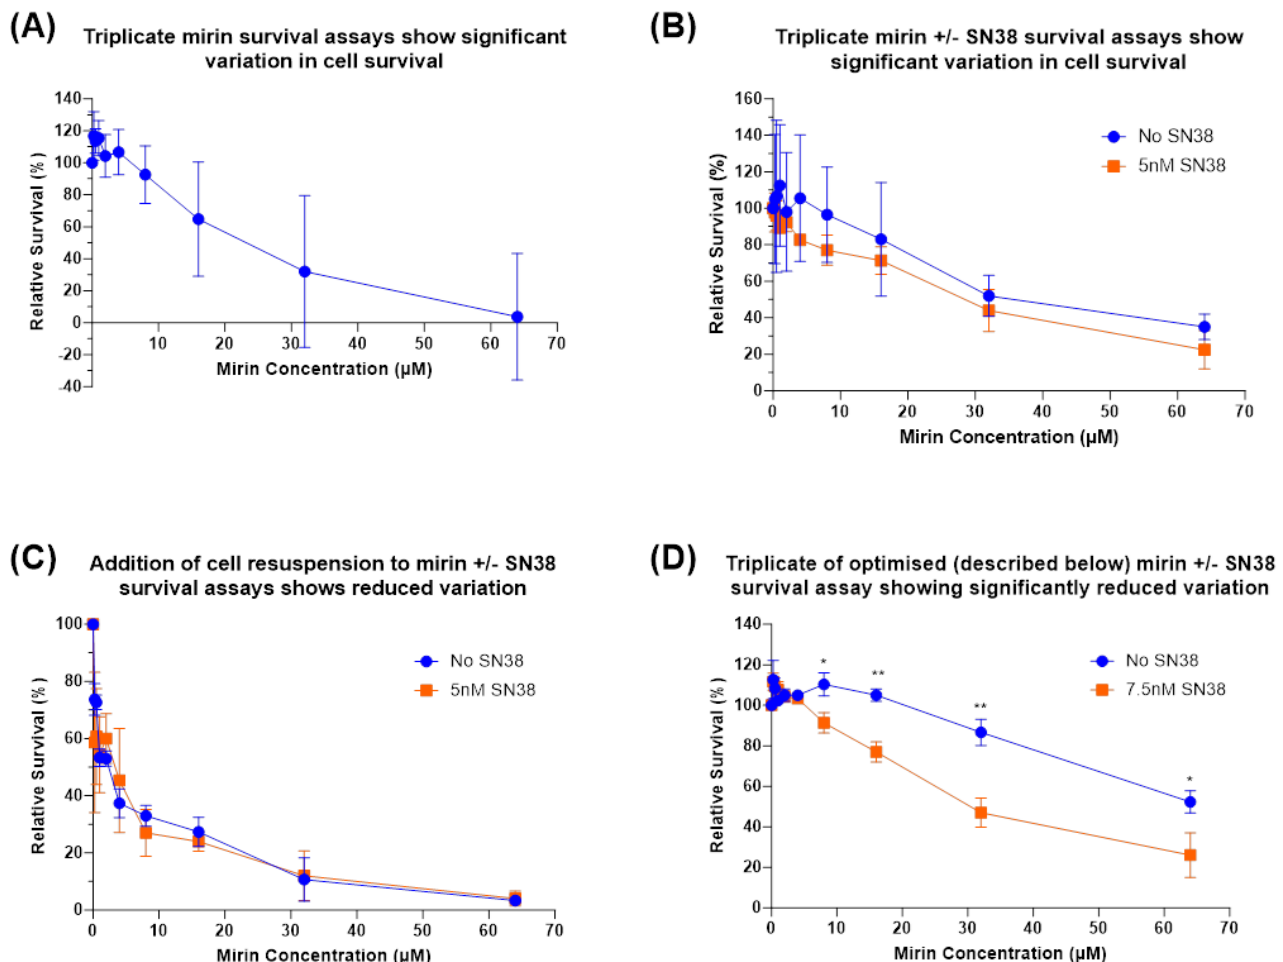 (A)
Triplicate mirin survival assays show significant
variation in cell survival
140
120
100
80
60
40
20
0
-20
-40
Relative Survival (%)
10
20
30
40
50
60
70
Mirin Concentration (µM)
(B)
Triplicate mirin +/- SN38 survival assays show
significant variation in cell survival
160
140
120
100
80
60
40
20
0
Relative Survival (%)
No SN38
5nM SN38
0
10
20
30
40
50
60
70
Mirin Concentration (µM)
(C)
Addition of cell resuspension to mirin +/- SN38
survival assays shows reduced variation
100
80
60
40
20
0
Relative Survival (%)
No SN38
5nM SN38
0
10
20
30
40
50
60
70
Mirin Concentration (µM)
(D)
Triplicate of optimised (described below) mirin +/- SN38
survival assay showing significantly reduced variation
140
120
100
80
60
40
20
0
Relative Survival (%)
No SN38
7.5nM SN38
*
**
**
*
0
10
20
30
40
50
60
70
Mirin Concentration (µM)